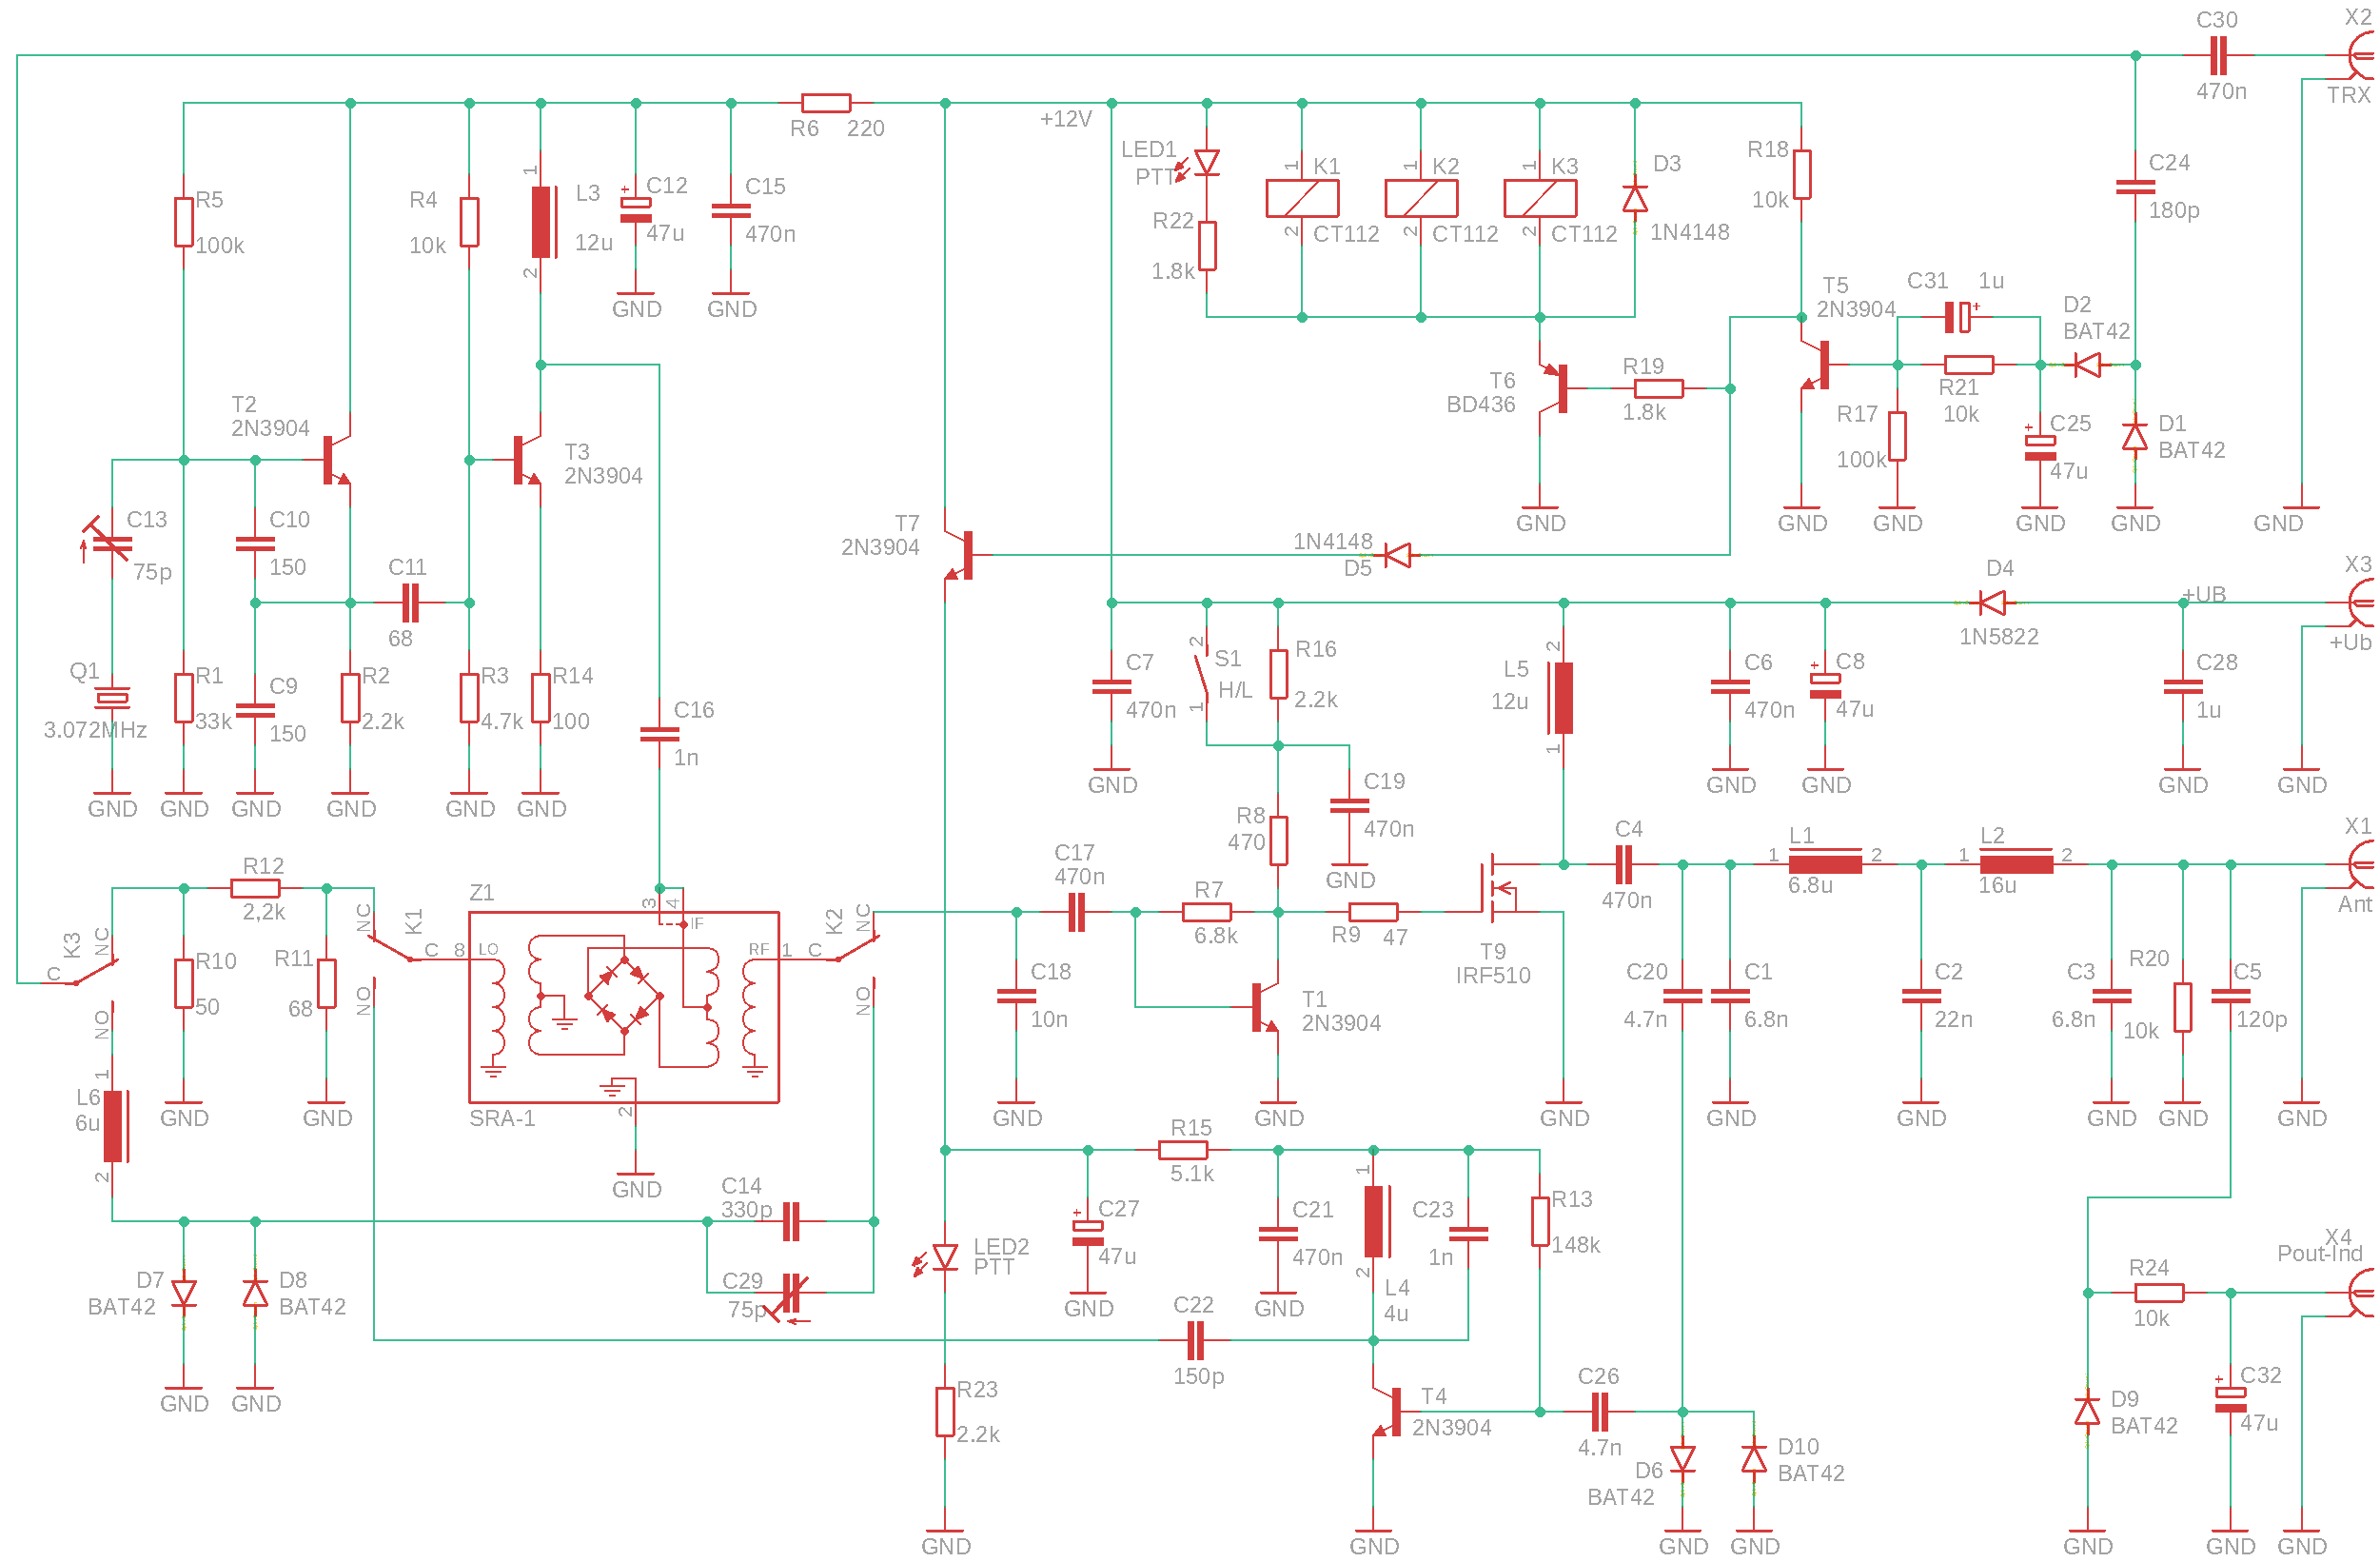 C30
X2
470n
TRX
R6
220
+12V
LED1
PTT
1
K1
2
CT112
1
K2
2
CT112
1
K3
2
CT112
D3
1N4148
R22
1.8k
R18
10k
C24
180p
R5
100k
R4
10k
1
L3
12u
2
+
C12
47u
GND
C15
470n
GND
T5
2N3904
C31
1u
+
D2
BAT42
T6
BD436
R19
1.8k
R21
10k
R17
100k
+
C25
47u
D1
BAT42
GND
GND
GND
GND
GND
GND
T2
2N3904
T3
2N3904
C13
75p
C10
150
C11
68
T7
2N3904
1N4148
D5
D4
1N5822
+UB
X3
+Ub
Q1
3.072MHz
R1
33k
C9
150
R2
2.2k
R3
4.7k
R14
100
C16
1n
GND
GND
GND
GND
GND
GND
C7
470n
GND
2
S1
H/L
1
R16
2.2k
2
L5
12u
1
C6
470n
GND
+
C8
47u
GND
C28
1u
GND
GND
R8
470
C19
470n
GND
R12
2,2k
K3
C
NC
NO
R10
50
R11
68
GND
GND
NC
NO
K1
C
Z1
8
LO
3
4
IF
RF
1
2
SRA-1
GND
K2
C
NC
NO
C17
470n
C18
10n
GND
R7
6.8k
R9
47
T1
2N3904
GND
T9
IRF510
GND
C4
470n
1
L1
6.8u
2
1
L2
16u
2
X1
Ant
C20
4.7n
C1
6.8n
GND
C2
22n
GND
C3
6.8n
GND
R20
10k
GND
C5
120p
GND
1
L6
6u
2
C14
330p
C29
75p
D7
BAT42
D8
BAT42
GND
GND
LED2
PTT
R23
2.2k
GND
R15
5.1k
+
C27
47u
GND
C21
470n
GND
1
L4
4u
2
C23
1n
R13
148k
C22
150p
T4
2N3904
GND
C26
4.7n
D6
BAT42
D10
BAT42
GND
GND
X4
Pout-Ind
R24
10k
D9
BAT42
+
C32
47u
GND
GND
GND